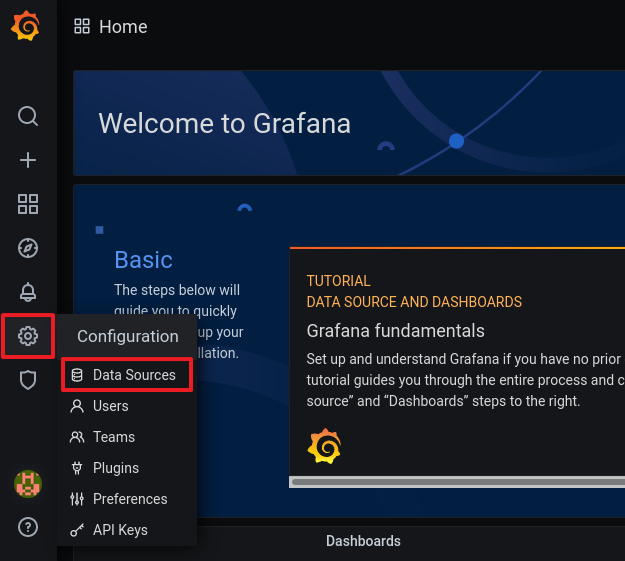 Home
Welcome to Grafana
Basic
The steps below will
guide you to quickly
up your
llation.
TUTORIAL
DATA SOURCE AND DASHBOARDS
Grafana fundamentals
Set up and understand Grafana if you have no prior
tutorial guides you through the entire process and c
source” and “Dashboards” steps to the right.
Configuration
Data Sources
Users
Teams
Plugins
Preferences
API Keys
Dashboards